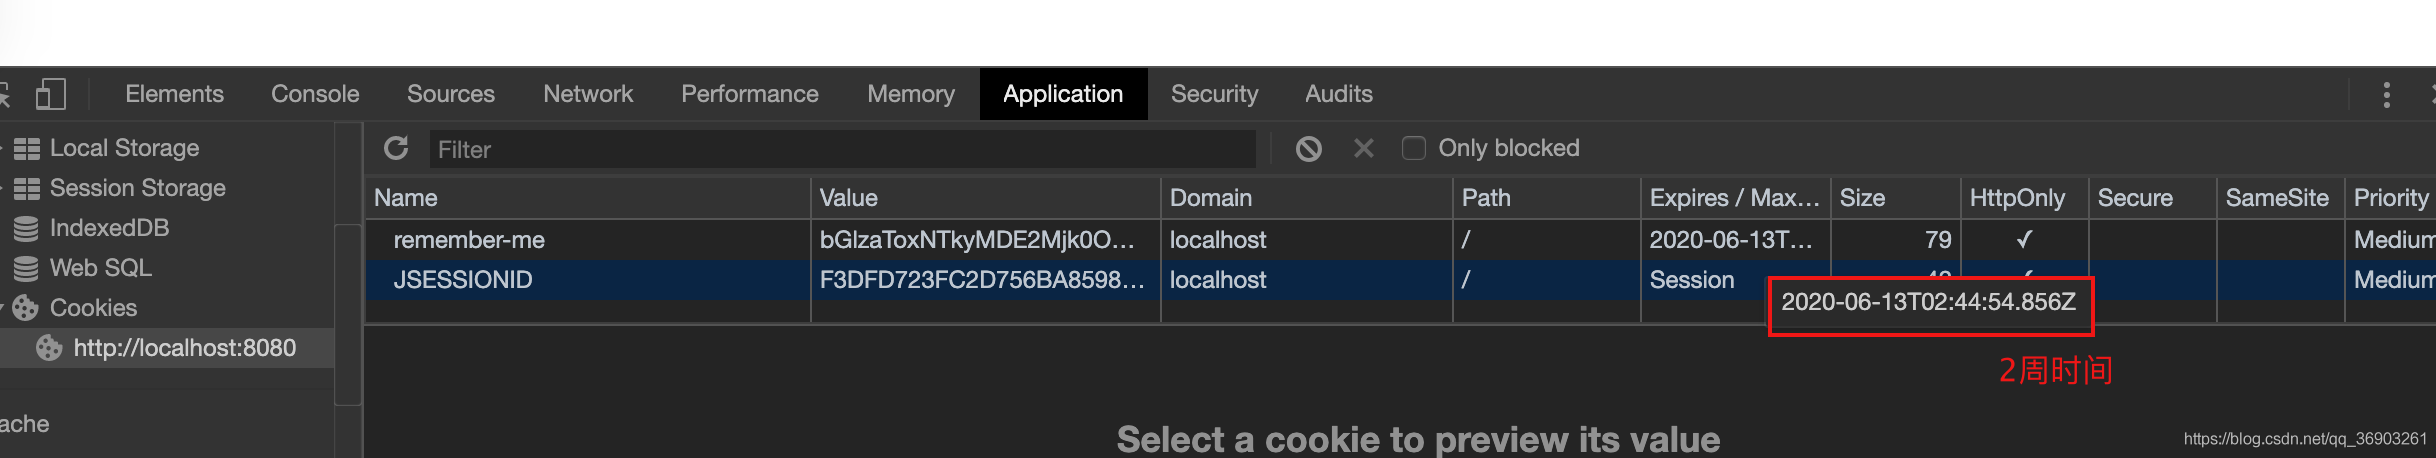 Elements Console Sources Network Performance Memory Application Security Audits
Local Storage
Session Storage
IndexedDB
Web SQL
Cookies
http://localhost:8080
ache
Filter Only blocked
Name Value Domain Path Expires / Max… Size HttpOnly Secure SameSite Priority
remember-me bGlzaToxNTkyMDE2Mjk0O… localhost / 2020-06-13T… 79 ✓ Medium
JSESSIONID F3DFD723FC2D756BA8598… localhost / Session Medium
2020-06-13T02:44:54.856Z
2周时间
Select a cookie to preview its value
https://blog.csdn.net/qq_36903261